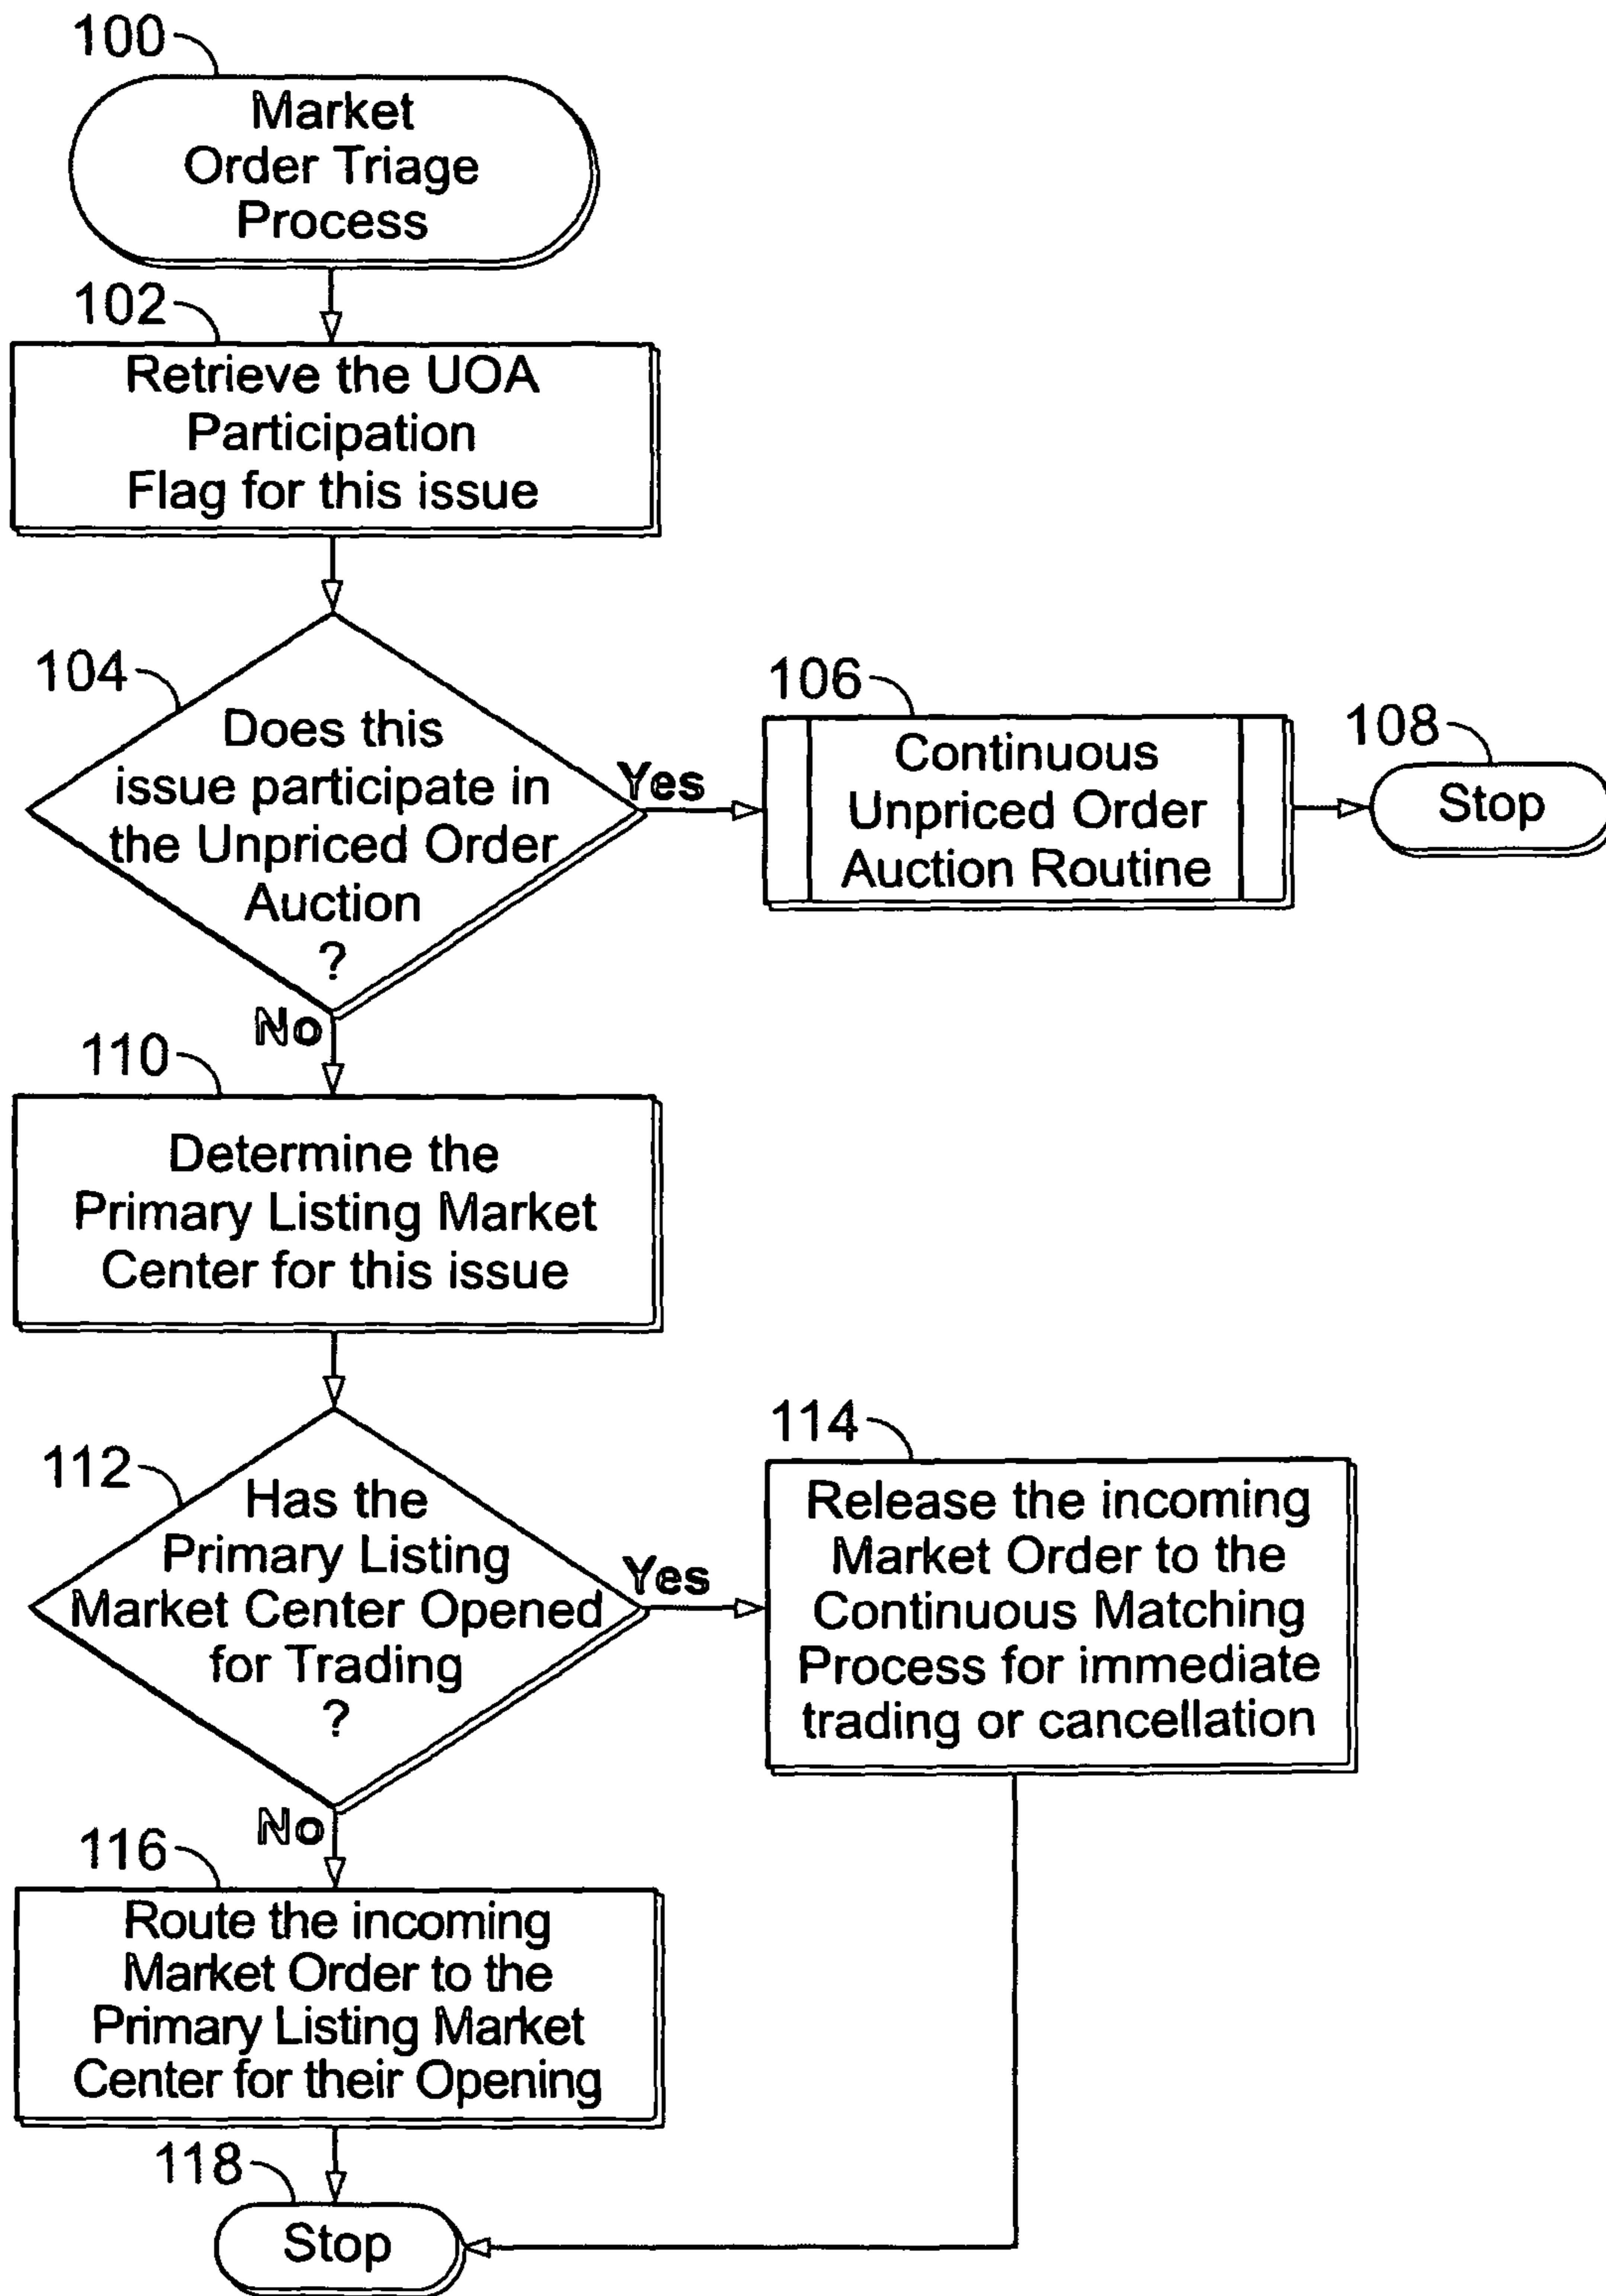 100
Market
Order Triage
Process
102
Retrieve the UOA
Participation
Flag for this issue
104
Does this
issue participate in
the Unpriced Order
Auction
?
Yes
106
Continuous
Unpriced Order
Auction Routine
108
Stop
No
110
Determine the
Primary Listing Market
Center for this issue
112
Has the
Primary Listing
Market Center Opened
for Trading
?
Yes
114
Release the incoming
Market Order to the
Continuous Matching
Process for immediate
trading or cancellation
No
116
Route the incoming
Market Order to the
Primary Listing Market
Center for their Opening
118
Stop